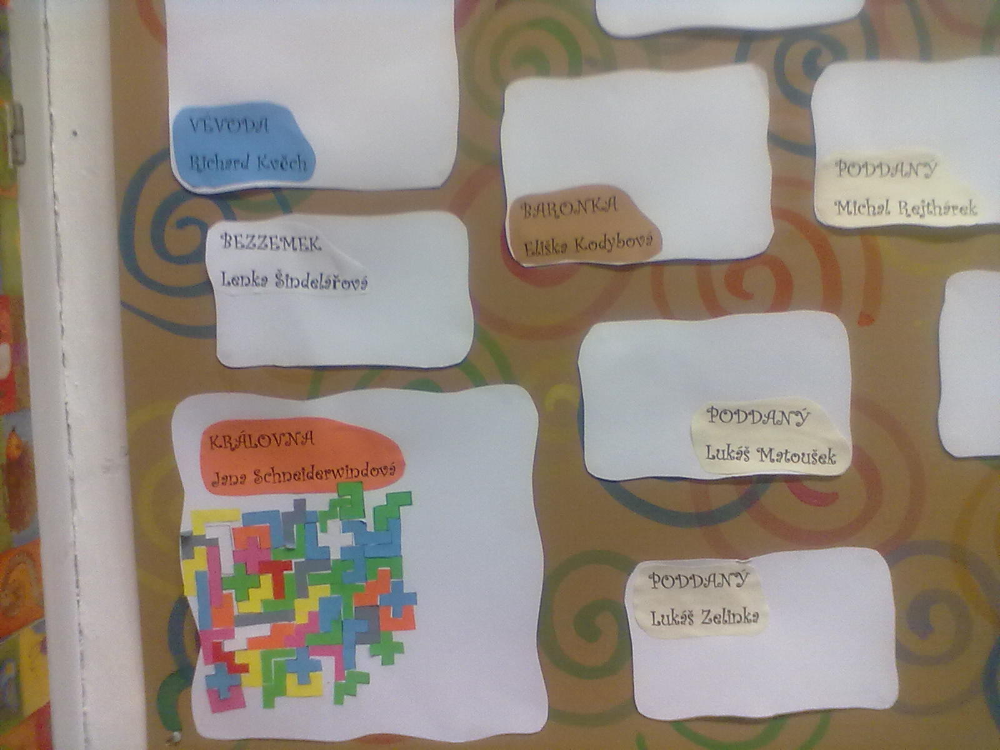 VÉVODA
Richard Kvěch
BARONKA
Eliška Kodybová
PODDANÝ
Michal Rejthárek
BEZZEMEK
Lenka Šindelářová
KRÁLOVNA
Jana Schneiderwindová
PODDANÝ
Lukáš Matoušek
PODDANÝ
Lukáš Zelinka